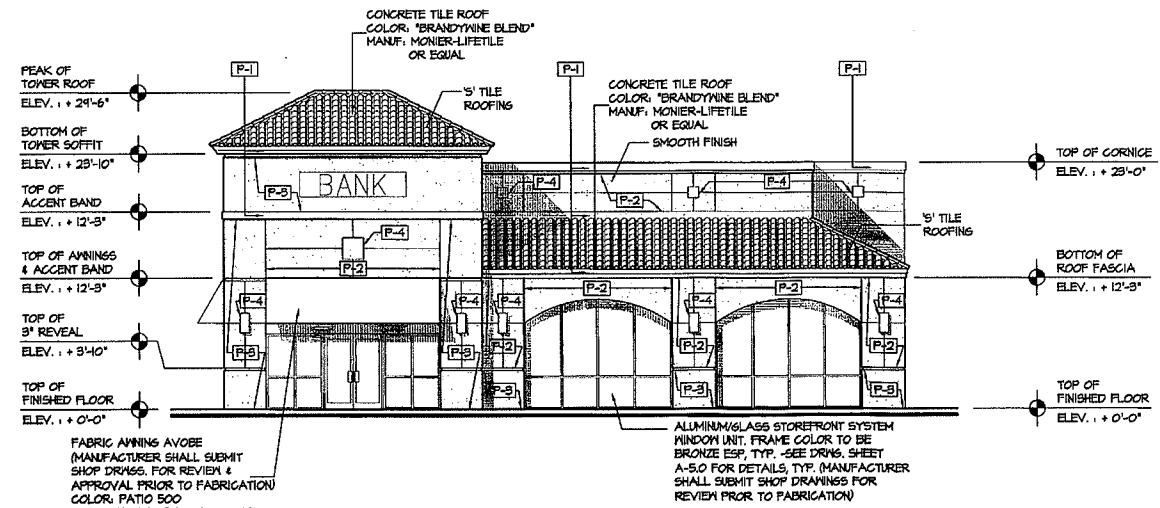 CONCRETE TILE ROOF
COLOR: "BRANDYWINE BLEND"
MANUF: MONIER-LIFETILE
OR EQUAL
P-1
P-1
P-1
PEAK OF
TOWER ROOF
ELEV. : + 29'-6"
'S' TILE
ROOFING
CONCRETE TILE ROOF
COLOR: "BRANDYWINE BLEND"
MANUF: MONIER-LIFETILE
OR EQUAL
SMOOTH FINISH
BOTTOM OF
TOWER SOFFIT
ELEV. : + 23'-10"
TOP OF CORNICE
ELEV. : + 23'-0"
TOP OF
ACCENT BAND
ELEV. : + 12'-3"
P-3
BANK
P-4
P-2
P-4
'S' TILE
ROOFING
P-4
P-2
TOP OF AWNINGS
& ACCENT BAND
ELEV. : + 12'-3"
BOTTOM OF
ROOF FASCIA
ELEV. : + 12'-3"
P-2
P-2
P-4
P-4
P-4
P-4
P-4
TOP OF
3" REVEAL
ELEV. : + 3'-10"
P-3
P-3
P-2
P-2
P-2
P-3
P-3
P-3
TOP OF
FINISHED FLOOR
ELEV. : + 0'-0"
TOP OF
FINISHED FLOOR
ELEV. : + 0'-0"
FABRIC AWNING AVOBE
(MANUFACTURER SHALL SUBMIT
SHOP DRWGS. FOR REVIEW &
APPROVAL PRIOR TO FABRICATION)
COLOR: PATIO 500
ALUMINUM/GLASS STOREFRONT SYSTEM
WINDOW UNIT. FRAME COLOR TO BE
BRONZE ESP, TYP. -SEE DRWG. SHEET
A-5.0 FOR DETAILS, TYP. (MANUFACTURER
SHALL SUBMIT SHOP DRAWINGS FOR
REVIEW PROR TO FABRICATION)